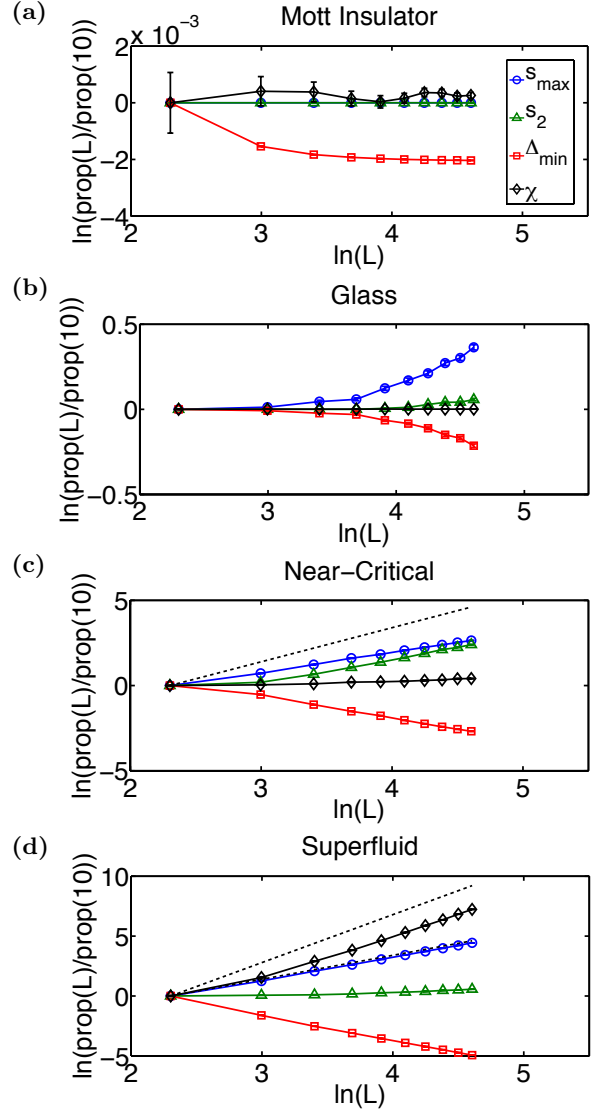 (a)
Mott Insulator
2 x 10⁻³
0
−2
−4
ln(prop(L)/prop(10))
2 3 4 5
ln(L)
s_max
s_2
Δ_min
χ
(b)
Glass
0.5
0
−0.5
ln(prop(L)/prop(10))
2 3 4 5
ln(L)
(c)
Near−Critical
5
0
−5
ln(prop(L)/prop(10))
2 3 4 5
ln(L)
(d)
Superfluid
10
5
0
−5
ln(prop(L)/prop(10))
2 3 4 5
ln(L)